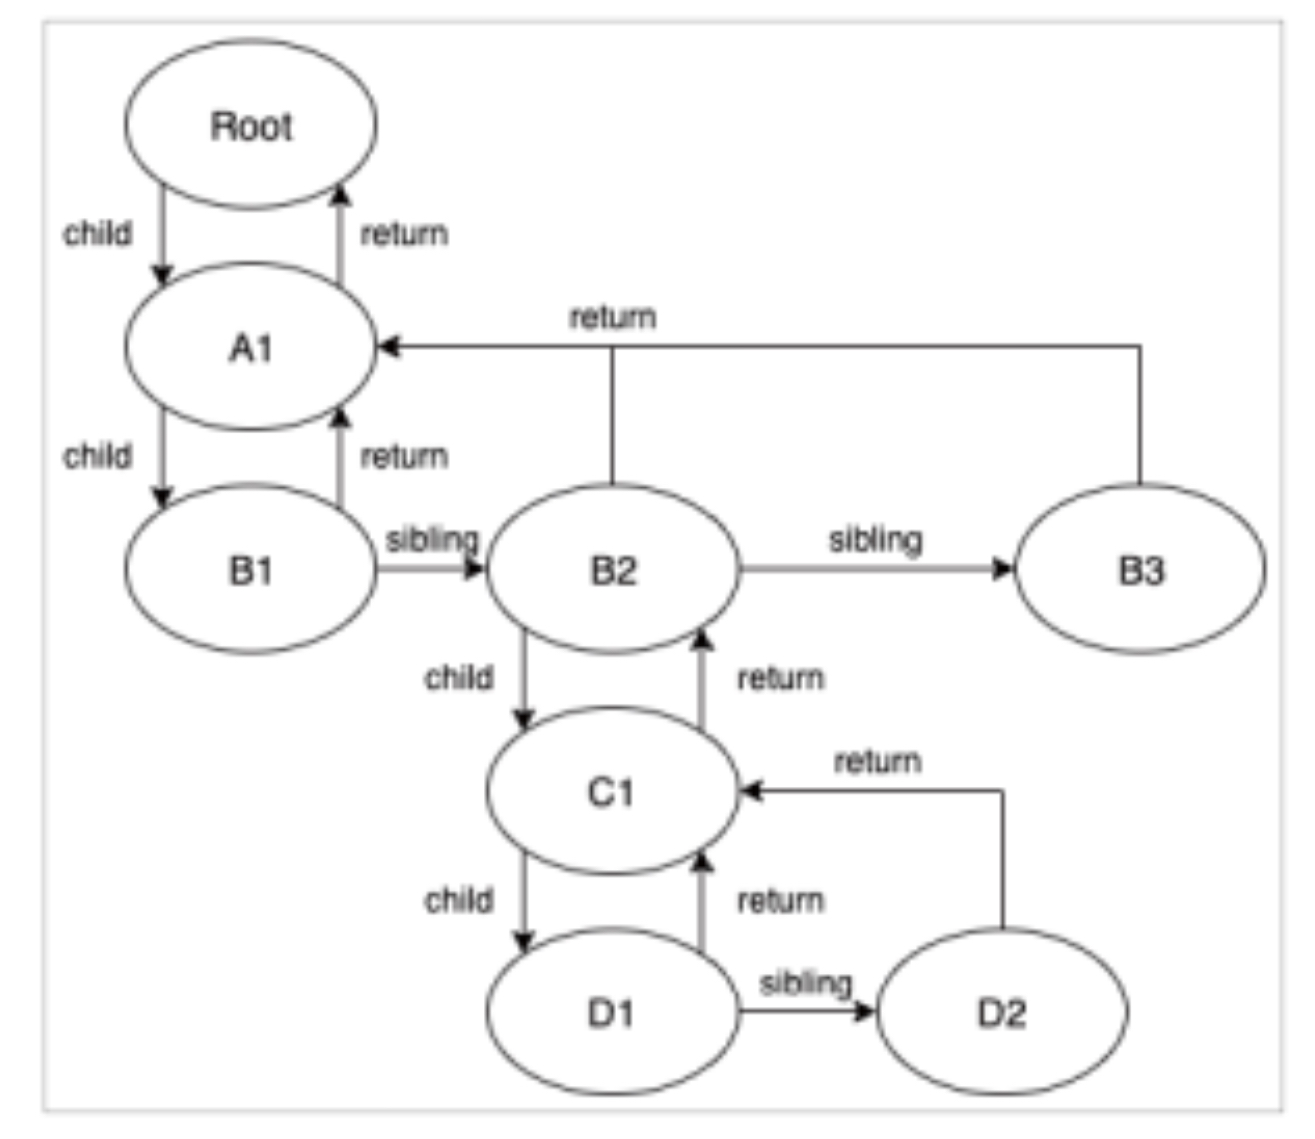 Root
child
return
A1
return
child
return
B1
sibling
B2
sibling
B3
child
return
C1
return
child
return
D1
sibling
D2